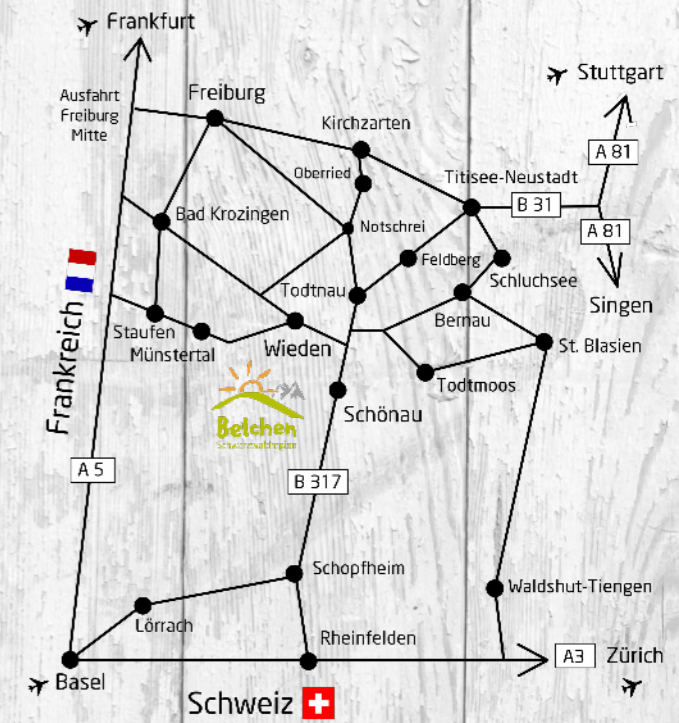 Frankfurt
Stuttgart
Ausfahrt
Freiburg
Mitte
Freiburg
Kirchzarten
A 81
Oberried
Titisee-Neustadt
B 31
Bad Krozingen
Notschrei
A 81
Feldberg
Schluchsee
Frankreich
Todtnau
Singen
Bernau
Staufen
Münstertal
Wieden
St. Blasien
Todtmoos
Belchen
Schwarzwaldregion
Schönau
A 5
B 317
Schopfheim
Waldshut-Tiengen
Lörrach
Rheinfelden
A3
Zürich
Basel
Schweiz